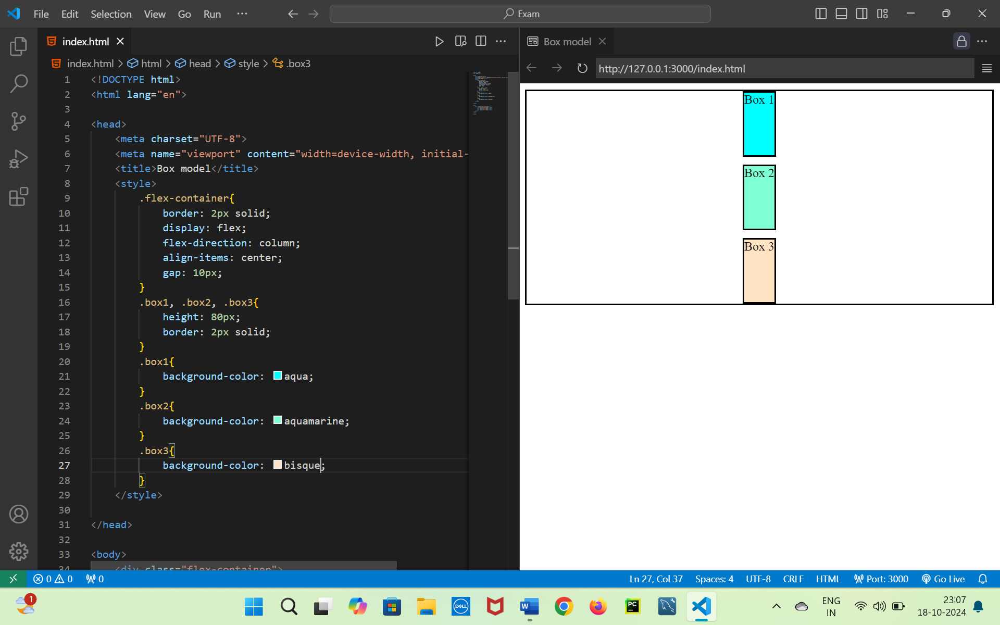 File Edit Selection View Go Run ··· Exam
index.html
Box model
index.html > html > head > style > .box3
http://127.0.0.1:3000/index.html
1 <!DOCTYPE html>
2 <html lang="en">
3
4 <head>
5 <meta charset="UTF-8">
6 <meta name="viewport" content="width=device-width, initial-
7 <title>Box model</title>
8 <style>
9 .flex-container{
10 border: 2px solid;
11 display: flex;
12 flex-direction: column;
13 align-items: center;
14 gap: 10px;
15 }
16 .box1, .box2, .box3{
17 height: 80px;
18 border: 2px solid;
19 }
20 .box1{
21 background-color: aqua;
22 }
23 .box2{
24 background-color: aquamarine;
25 }
26 .box3{
27 background-color: bisque;
28 }
29 </style>
30
31 </head>
32
33 <body>
34 <div class="flex-container">
Box 1
Box 2
Box 3
0 0 0 Ln 27, Col 37 Spaces: 4 UTF-8 CRLF HTML Port: 3000 Go Live
1
DELL
W
PC
ENG
IN
23:07
18-10-2024